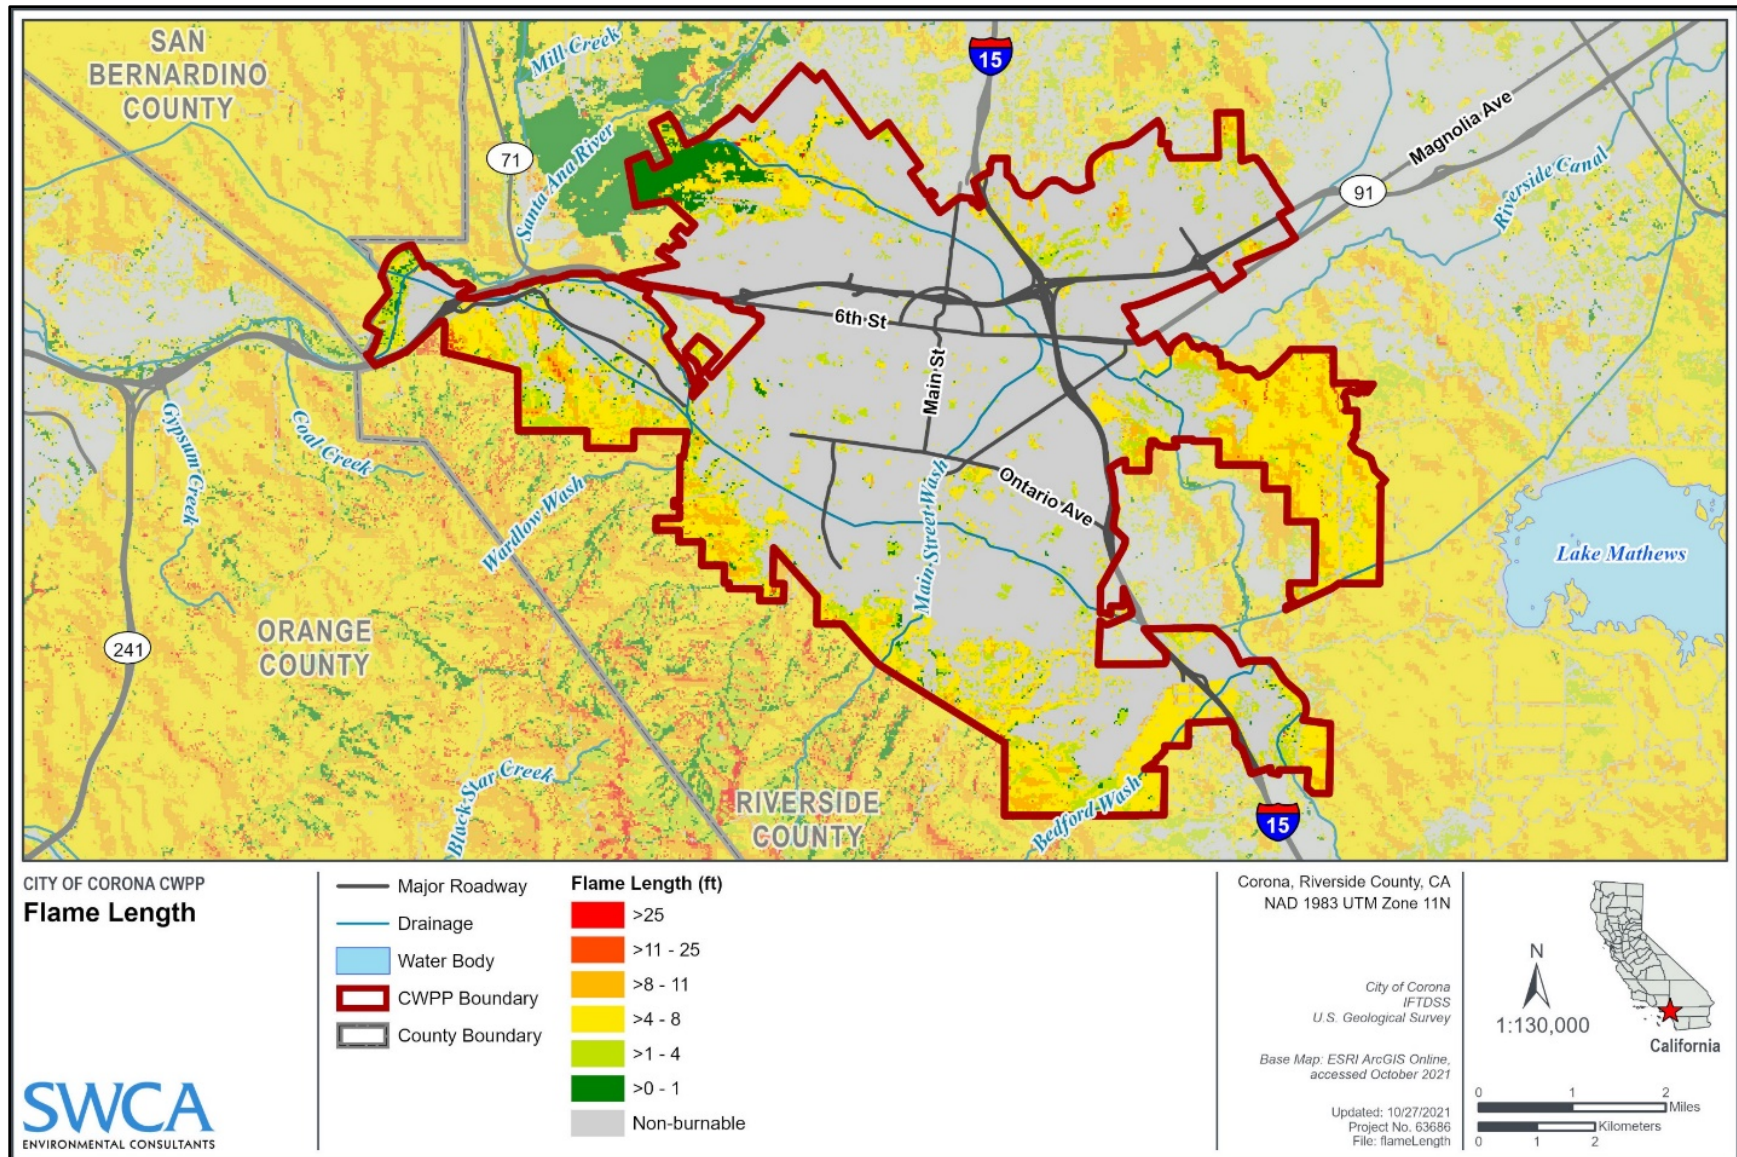 SAN
BERNARDINO
COUNTY
Mill Creek
15
71
Santa Ana River
Magnolia Ave
91
Riverside Canal
6th St
Main St
Gypsum Creek
Coal Creek
Wardlow Wash
Main Street Wash
Ontario Ave
Lake Mathews
241
ORANGE
COUNTY
Black Star Creek
RIVERSIDE
COUNTY
Bedford Wash
15
CITY OF CORONA CWPP
Flame Length
Major Roadway
Drainage
Water Body
CWPP Boundary
County Boundary
Flame Length (ft)
>25
>11 - 25
>8 - 11
>4 - 8
>1 - 4
>0 - 1
Non-burnable
SWCA
ENVIRONMENTAL CONSULTANTS
Corona, Riverside County, CA
NAD 1983 UTM Zone 11N
City of Corona
IFTDSS
U.S. Geological Survey
Base Map: ESRI ArcGIS Online,
accessed October 2021
Updated: 10/27/2021
Project No. 63686
File: flameLength
N
1:130,000
California
0 1 2
Miles
Kilometers
0 1 2